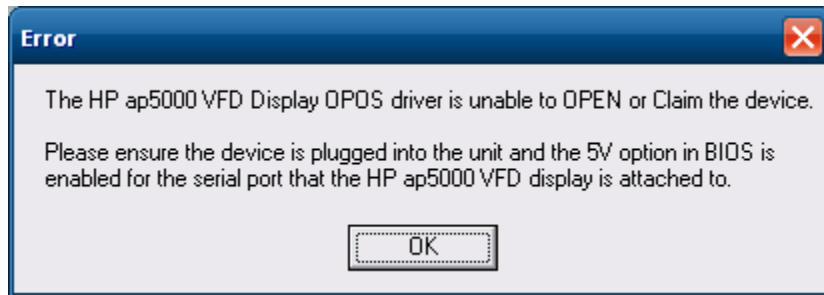 Error
The HP ap5000 VFD Display OPOS driver is unable to OPEN or Claim the device.
Please ensure the device is plugged into the unit and the 5V option in BIOS is
enabled for the serial port that the HP ap5000 VFD display is attached to.
OK